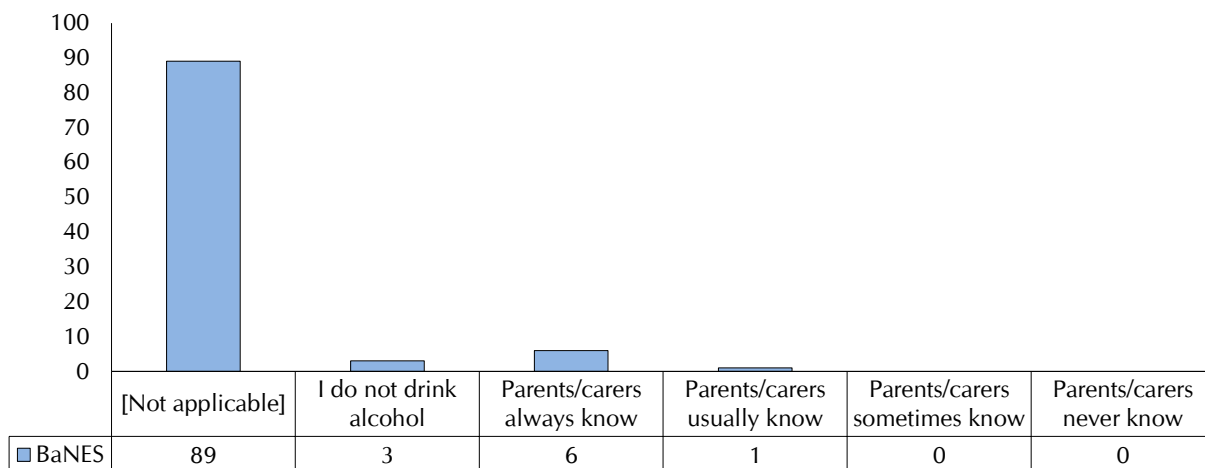 100
90
80
70
60
50
40
30
20
10
0
[Not applicable]
I do not drink
alcohol
Parents/carers
always know
Parents/carers
usually know
Parents/carers
sometimes know
Parents/carers
never know
BaNES 89 3 6 1 0 0